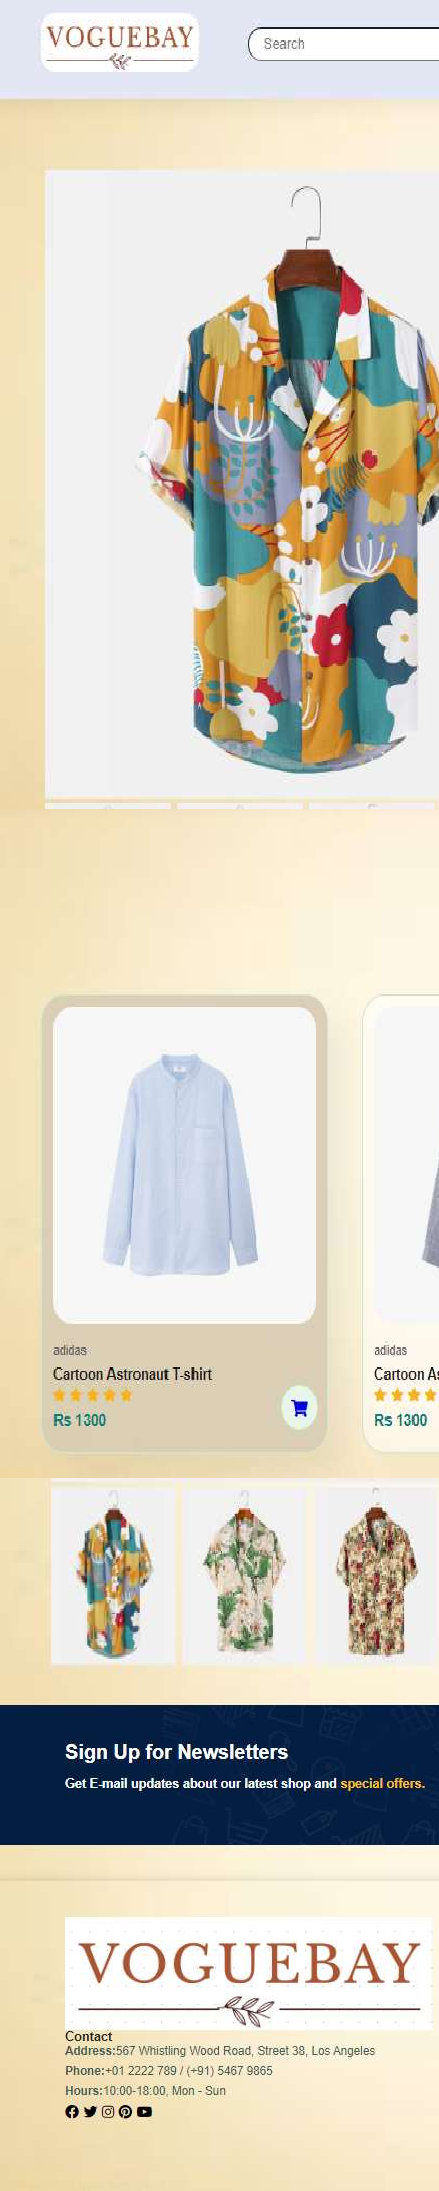 VOGUEBAY
Search
adidas
Cartoon Astronaut T-shirt
Rs 1300
adidas
Cartoon
Rs 1300
Sign Up for Newsletters
Get E-mail updates about our latest shop and special offers.
VOGUEBAY
Contact
Address:567 Whistling Wood Road, Street 38, Los Angeles
Phone:+01 2222 789 / (+91) 5467 9865
Hours:10:00-18:00, Mon - Sun